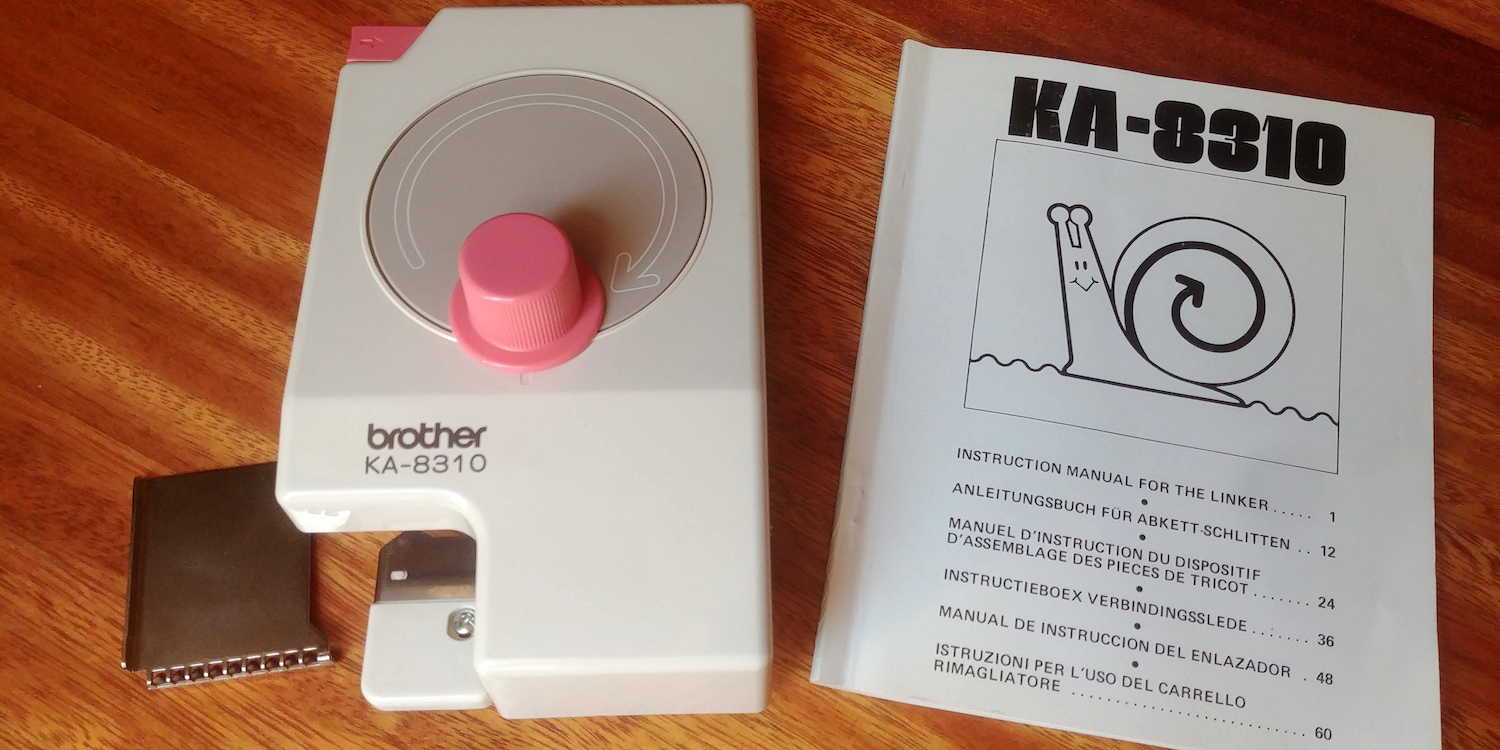 brother
KA-8310
KA-8310
INSTRUCTION MANUAL FOR THE LINKER ..... 1
ANLEITUNGSBUCH FÜR ABKETT-SCHLITTEN .. 12
MANUEL D'INSTRUCTION DU DISPOSITIF
D'ASSEMBLAGE DES PIECES DE TRICOT ....... 24
INSTRUCTIEBOEX VERBINDINGSSLEDE ....... 36
MANUAL DE INSTRUCCION DEL ENLAZADOR . 48
ISTRUZIONI PER L'USO DEL CARRELLO
RIMAGLIATORE ........................... 60